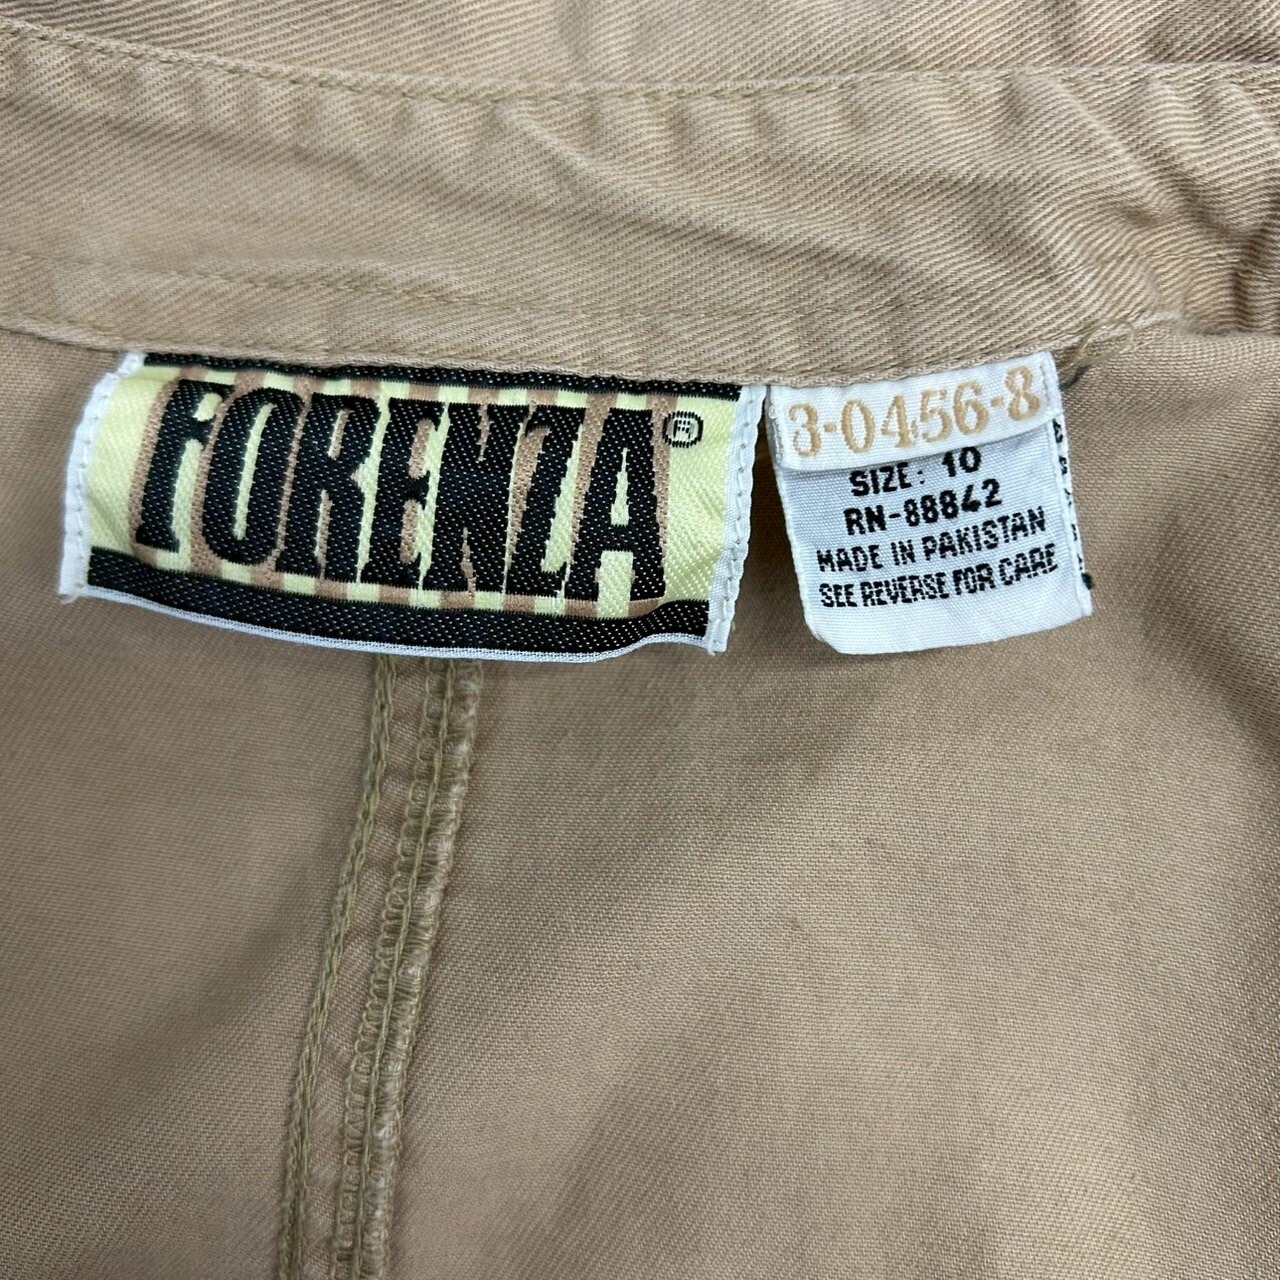 FORENZA®
3-0456-8
SIZE: 10
RN-88842
MADE IN PAKISTAN
SEE REVERSE FOR CARE